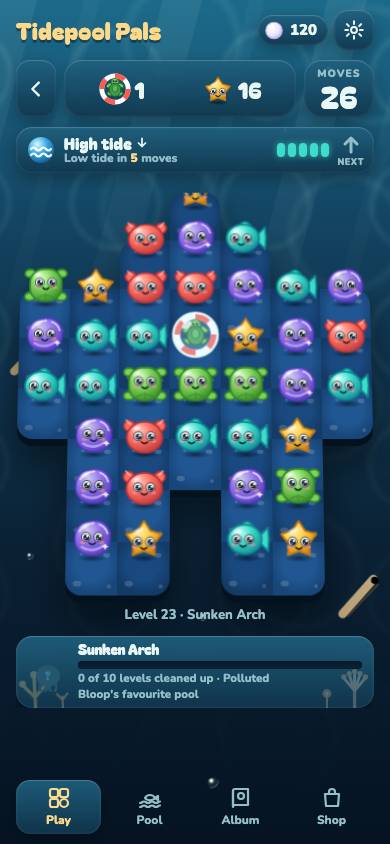 Tidepool Pals
120
1
16
MOVES
26
High tide ↓
Low tide in 5 moves
NEXT
Level 23 · Sunken Arch
Sunken Arch
0 of 10 levels cleaned up · Polluted
Bloop's favourite pool
Play
Pool
Album
Shop